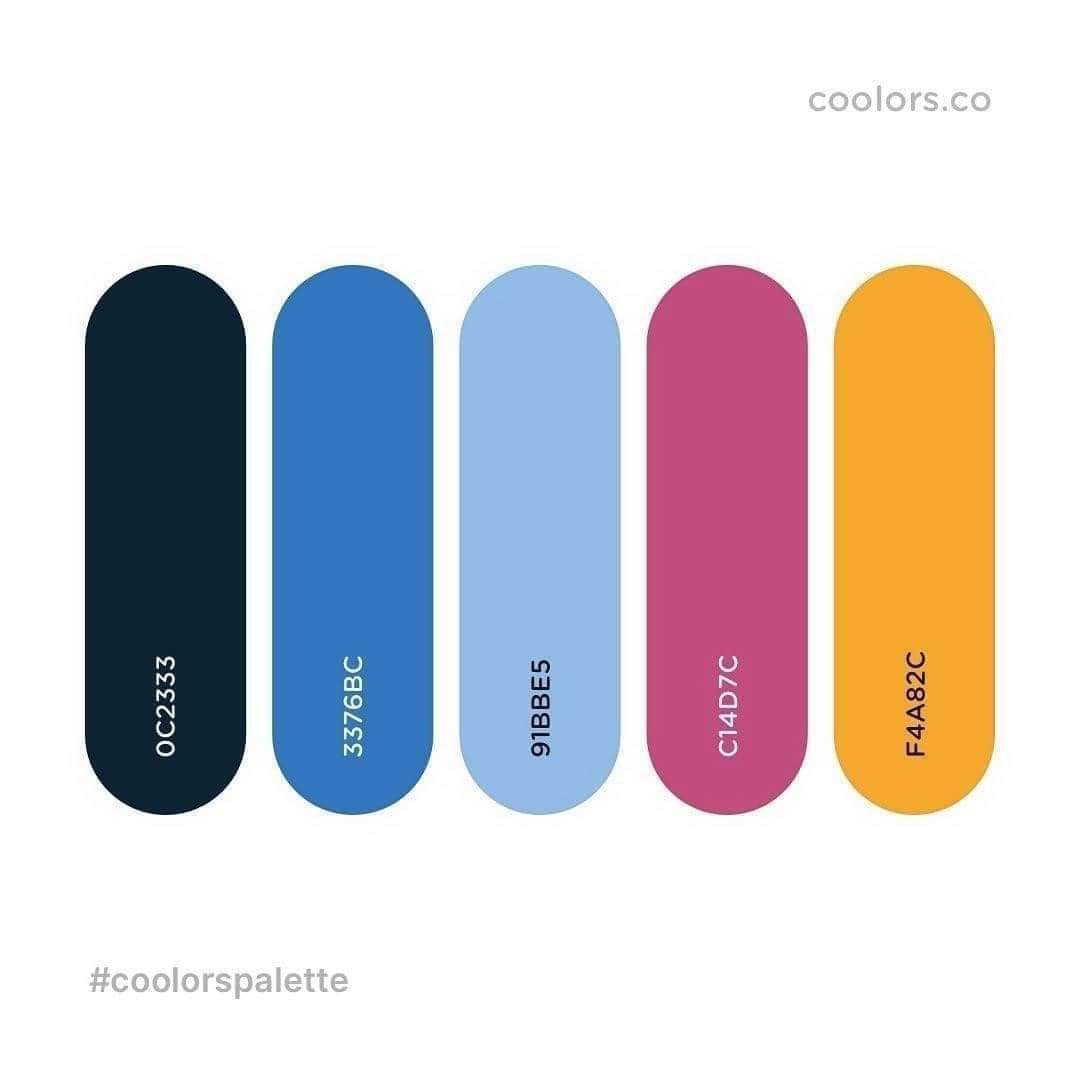 coolors.co
0C2333
3376BC
91BBE5
C14D7C
F4A82C
#coolorspalette